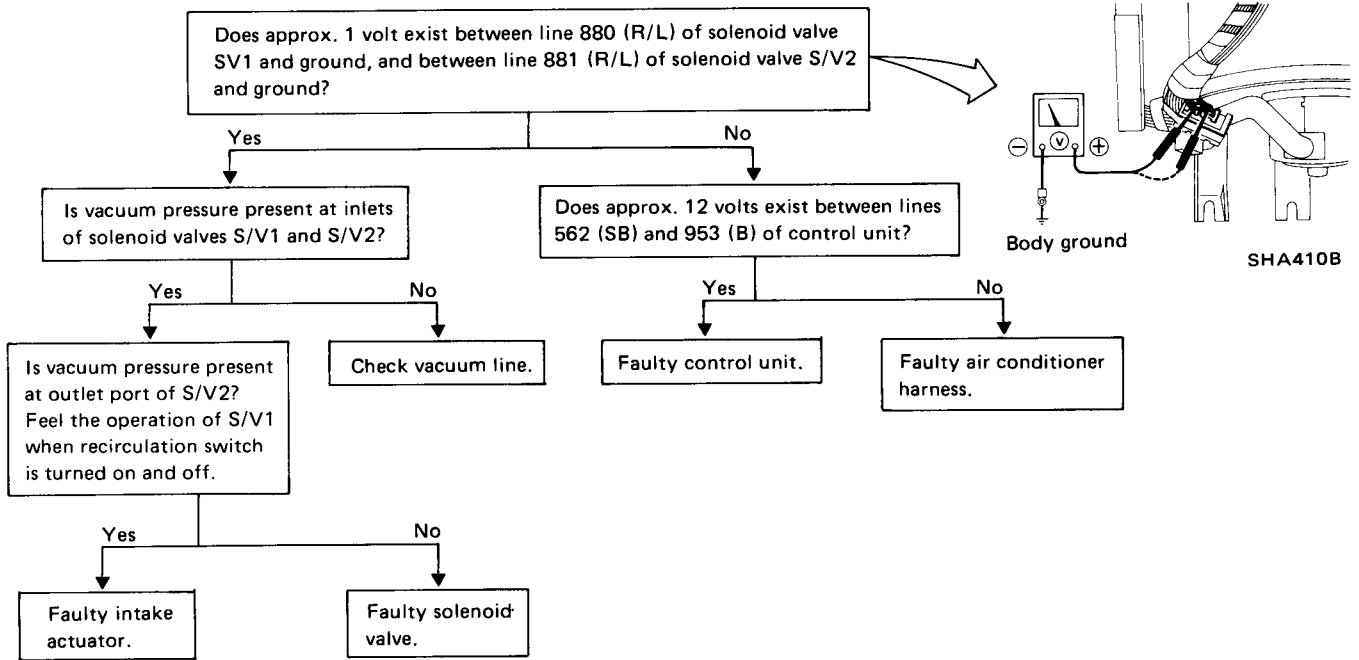 Does approx. 1 volt exist between line 880 (R/L) of solenoid valve
SV1 and ground, and between line 881 (R/L) of solenoid valve S/V2
and ground?
Yes
No
Is vacuum pressure present at inlets
of solenoid valves S/V1 and S/V2?
Does approx. 12 volts exist between lines
562 (SB) and 953 (B) of control unit?
V
Body ground
SHA410B
Yes
No
Yes
No
Is vacuum pressure present
at outlet port of S/V2?
Feel the operation of S/V1
when recirculation switch
is turned on and off.
Check vacuum line.
Faulty control unit.
Faulty air conditioner
harness.
Yes
No
Faulty intake
actuator.
Faulty solenoid
valve.